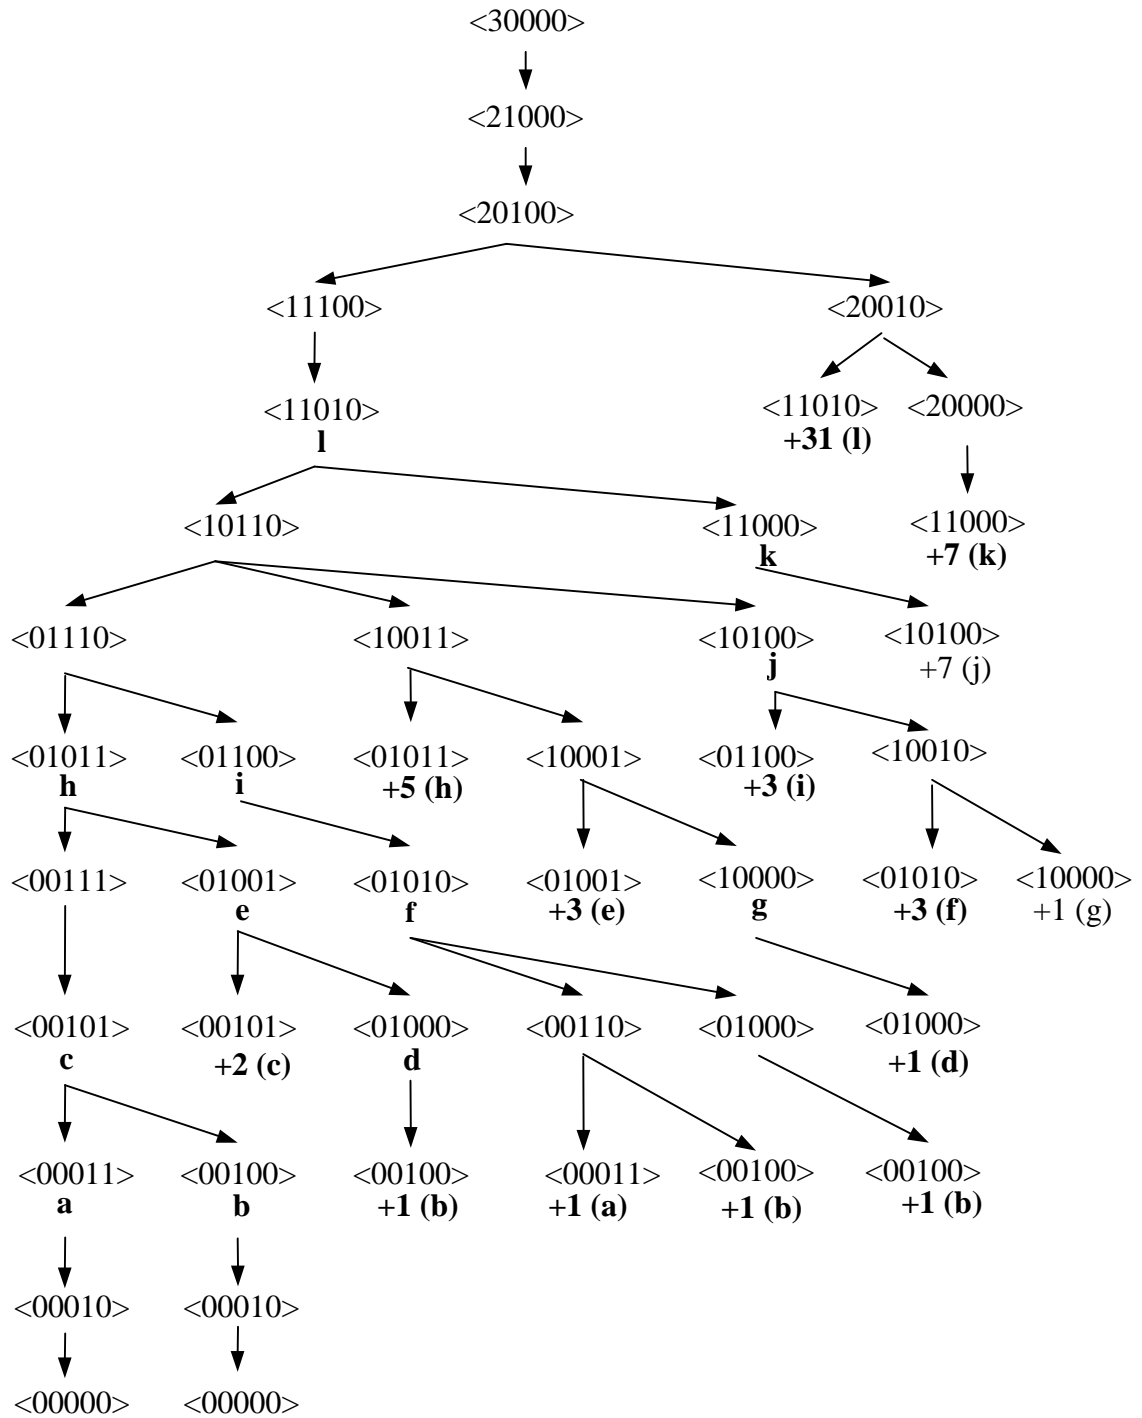 <30000>
<21000>
<20100>
<11100> <20010>
<11010> <11010> <20000>
l +31 (l)
<10110> <11000> <11000>
k +7 (k)
<01110> <10011> <10100> <10100>
j +7 (j)
<01011> <01100> <01011> <10001> <01100> <10010>
h i +5 (h) +3 (i)
<00111> <01001> <01010> <01001> <10000> <01010> <10000>
e f +3 (e) g +3 (f) +1 (g)
<00101> <00101> <01000> <00110> <01000> <01000>
c +2 (c) d +1 (d)
<00011> <00100> <00100> <00011> <00100> <00100>
a b +1 (b) +1 (a) +1 (b) +1 (b)
<00010> <00010>
<00000> <00000>